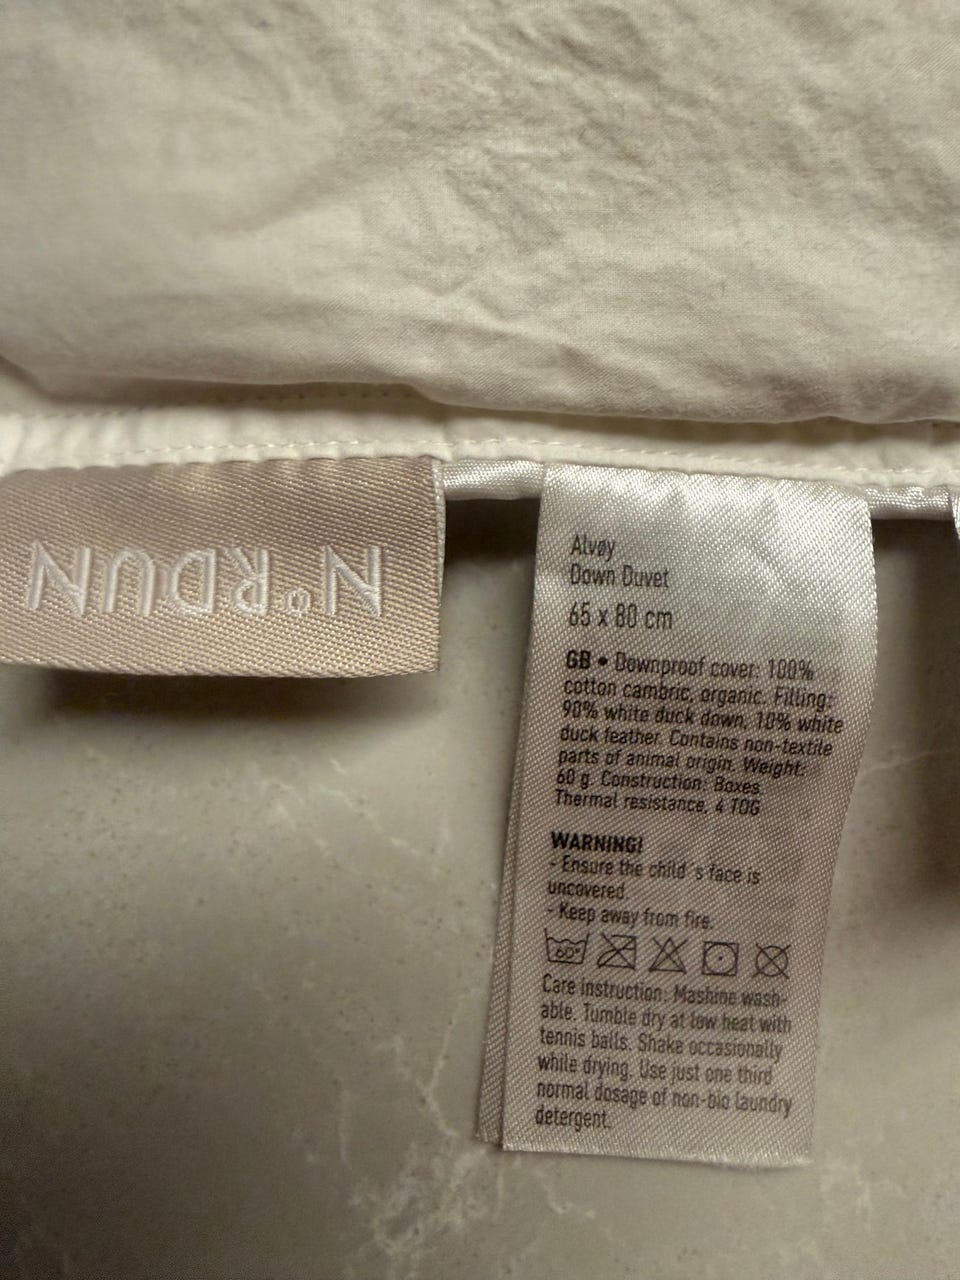 N°RDUN
Alvøy
Down Duvet
65 x 80 cm
GB • Downproof cover: 100%
cotton cambric, organic. Filling:
90% white duck down, 10% white
duck feather. Contains non-textile
parts of animal origin. Weight:
60 g. Construction: Boxes
Thermal resistance, 4 TOG
WARNING!
- Ensure the child´s face is
uncovered.
- Keep away from fire.
60°
Care instruction: Mashine wash-
able. Tumble dry at low heat with
tennis balls. Shake occasionally
while drying. Use just one third
normal dosage of non-bio laundry
detergent.